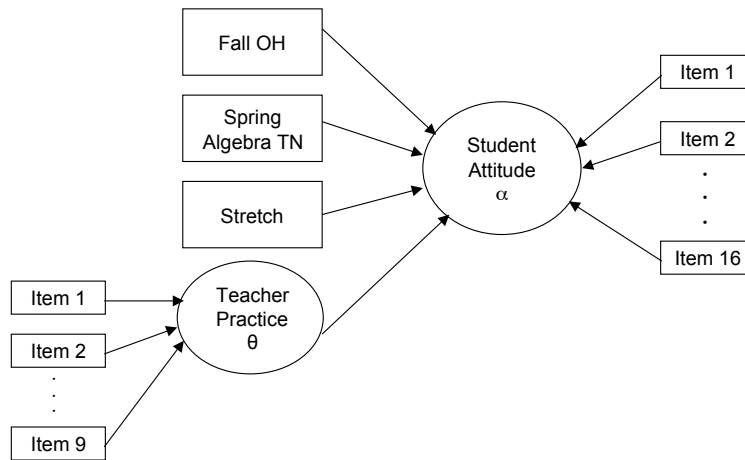 Fall OH
Spring
Algebra TN
Stretch
Student
Attitude
α
Item 1
Item 2
Item 16
Teacher
Practice
θ
Item 1
Item 2
Item 9